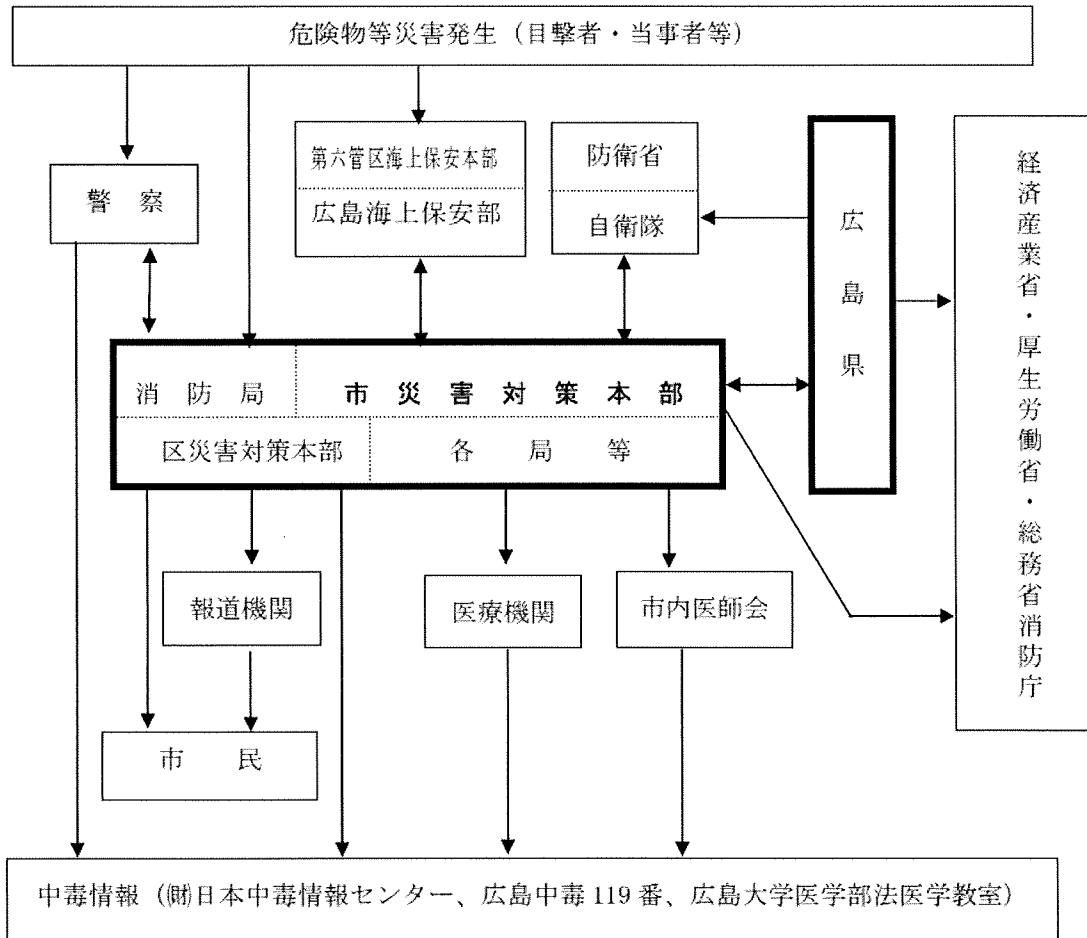 危険物等災害発生（目撃者・当事者等）
警　察
第六管区海上保安本部
広島海上保安部
防衛省
自衛隊
広島県
経済産業省・厚生労働省・総務省消防庁
消　防　局
市　災　害　対　策　本　部
区災害対策本部
各　局　等
報道機関
医療機関
市内医師会
市　民
中毒情報（㈶日本中毒情報センター、広島中毒 119 番、広島大学医学部法医学教室）